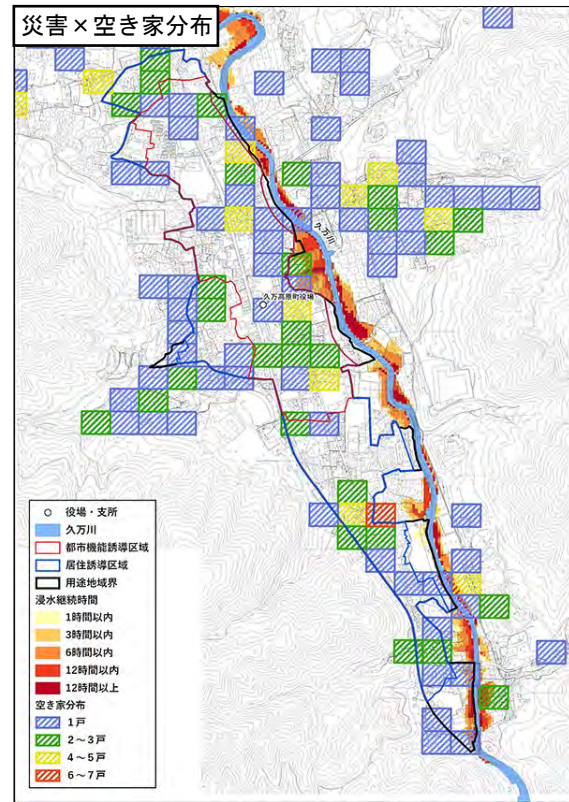 災害×空き家分布
久万川
久万高原町役場
役場・支所
久万川
都市機能誘導区域
居住誘導区域
用途地域界
浸水継続時間
1時間以内
3時間以内
6時間以内
12時間以内
12時間以上
空き家分布
1戸
2～3戸
4～5戸
6～7戸